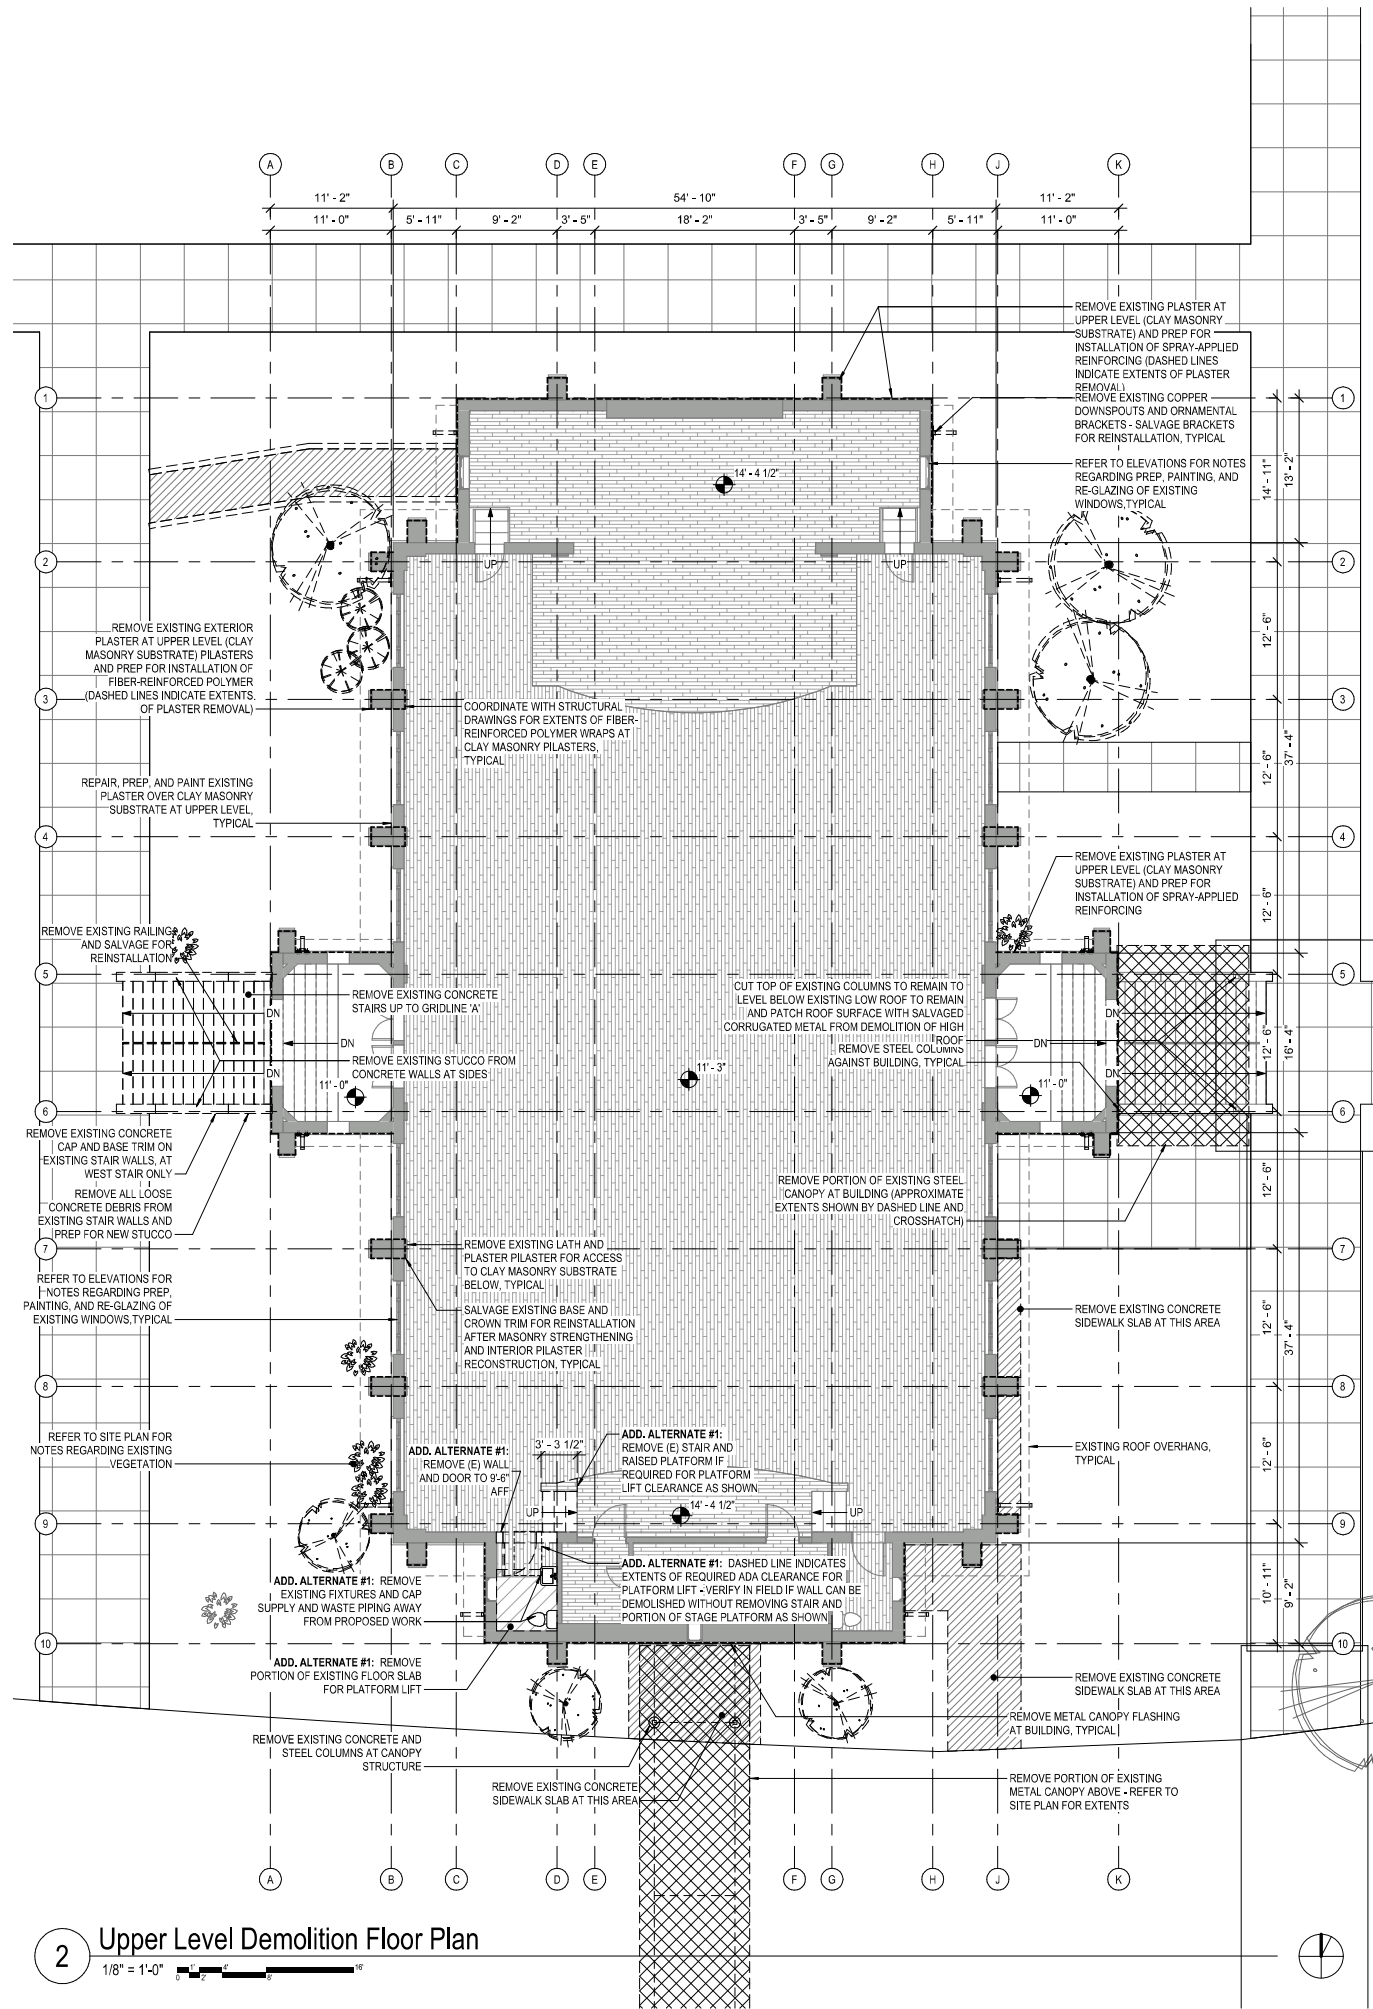 A
B
C
D
E
F
G
H
J
K
11' - 2"
54' - 10"
11' - 2"
11' - 0"
5' - 11"
9' - 2"
3' - 5"
18' - 2"
3' - 5"
9' - 2"
5' - 11"
11' - 0"
REMOVE EXISTING PLASTER AT
UPPER LEVEL (CLAY MASONRY
SUBSTRATE) AND PREP FOR
INSTALLATION OF SPRAY-APPLIED
REINFORCING (DASHED LINES
INDICATE EXTENTS OF PLASTER
REMOVAL)
1
1
REMOVE EXISTING COPPER
DOWNSPOUTS AND ORNAMENTAL
BRACKETS - SALVAGE BRACKETS
FOR REINSTALLATION, TYPICAL
REFER TO ELEVATIONS FOR NOTES
REGARDING PREP, PAINTING, AND
RE-GLAZING OF EXISTING
WINDOWS,TYPICAL
14' - 11"
13' - 2"
14' - 4 1/2"
2
UP
UP
2
12' - 6"
REMOVE EXISTING EXTERIOR
PLASTER AT UPPER LEVEL (CLAY
MASONRY SUBSTRATE) PILASTERS
AND PREP FOR INSTALLATION OF
FIBER-REINFORCED POLYMER
(DASHED LINES INDICATE EXTENTS
OF PLASTER REMOVAL)
3
3
COORDINATE WITH STRUCTURAL
DRAWINGS FOR EXTENTS OF FIBER-
REINFORCED POLYMER WRAPS AT
CLAY MASONRY PILASTERS,
TYPICAL
12' - 6"
37' - 4"
REPAIR, PREP, AND PAINT EXISTING
PLASTER OVER CLAY MASONRY
SUBSTRATE AT UPPER LEVEL,
TYPICAL
4
4
REMOVE EXISTING PLASTER AT
UPPER LEVEL (CLAY MASONRY
SUBSTRATE) AND PREP FOR
INSTALLATION OF SPRAY-APPLIED
REINFORCING
12' - 6"
REMOVE EXISTING RAILING
AND SALVAGE FOR
REINSTALLATION
5
5
REMOVE EXISTING CONCRETE
STAIRS UP TO GRIDLINE 'A'
CUT TOP OF EXISTING COLUMNS TO REMAIN TO
LEVEL BELOW EXISTING LOW ROOF TO REMAIN
AND PATCH ROOF SURFACE WITH SALVAGED
CORRUGATED METAL FROM DEMOLITION OF HIGH
ROOF
REMOVE STEEL COLUMNS
AGAINST BUILDING, TYPICAL
DN
DN
DN
DN
DN
DN
12' - 6"
16' - 4"
REMOVE EXISTING STUCCO FROM
CONCRETE WALLS AT SIDES
11' - 0"
11' - 3"
11' - 0"
6
6
REMOVE EXISTING CONCRETE
CAP AND BASE TRIM ON
EXISTING STAIR WALLS, AT
WEST STAIR ONLY
REMOVE ALL LOOSE
CONCRETE DEBRIS FROM
EXISTING STAIR WALLS AND
PREP FOR NEW STUCCO
REMOVE PORTION OF EXISTING STEEL
CANOPY AT BUILDING (APPROXIMATE
EXTENTS SHOWN BY DASHED LINE AND
CROSSHATCH)
12' - 6"
7
7
REMOVE EXISTING LATH AND
PLASTER PILASTER FOR ACCESS
TO CLAY MASONRY SUBSTRATE
BELOW, TYPICAL
REFER TO ELEVATIONS FOR
NOTES REGARDING PREP,
PAINTING, AND RE-GLAZING OF
EXISTING WINDOWS,TYPICAL
SALVAGE EXISTING BASE AND
CROWN TRIM FOR REINSTALLATION
AFTER MASONRY STRENGTHENING
AND INTERIOR PILASTER
RECONSTRUCTION, TYPICAL
REMOVE EXISTING CONCRETE
SIDEWALK SLAB AT THIS AREA
12' - 6"
37' - 4"
8
8
REFER TO SITE PLAN FOR
NOTES REGARDING EXISTING
VEGETATION
ADD. ALTERNATE #1:
REMOVE (E) WALL
AND DOOR TO 9'-6"
AFF
3' - 3 1/2"
ADD. ALTERNATE #1:
REMOVE (E) STAIR AND
RAISED PLATFORM IF
REQUIRED FOR PLATFORM
LIFT CLEARANCE AS SHOWN
EXISTING ROOF OVERHANG,
TYPICAL
12' - 6"
UP
14' - 4 1/2"
UP
9
9
ADD. ALTERNATE #1: DASHED LINE INDICATES
EXTENTS OF REQUIRED ADA CLEARANCE FOR
PLATFORM LIFT - VERIFY IN FIELD IF WALL CAN BE
DEMOLISHED WITHOUT REMOVING STAIR AND
PORTION OF STAGE PLATFORM AS SHOWN
ADD. ALTERNATE #1: REMOVE
EXISTING FIXTURES AND CAP
SUPPLY AND WASTE PIPING AWAY
FROM PROPOSED WORK
10' - 11"
9' - 2"
10
10
ADD. ALTERNATE #1: REMOVE
PORTION OF EXISTING FLOOR SLAB
FOR PLATFORM LIFT
REMOVE EXISTING CONCRETE
SIDEWALK SLAB AT THIS AREA
REMOVE METAL CANOPY FLASHING
AT BUILDING, TYPICAL
REMOVE EXISTING CONCRETE AND
STEEL COLUMNS AT CANOPY
STRUCTURE
REMOVE EXISTING CONCRETE
SIDEWALK SLAB AT THIS AREA
REMOVE PORTION OF EXISTING
METAL CANOPY ABOVE - REFER TO
SITE PLAN FOR EXTENTS
A
B
C
D
E
F
G
H
J
K
2
Upper Level Demolition Floor Plan
1/8" = 1'-0"
0
1'
2'
4'
8'
16'